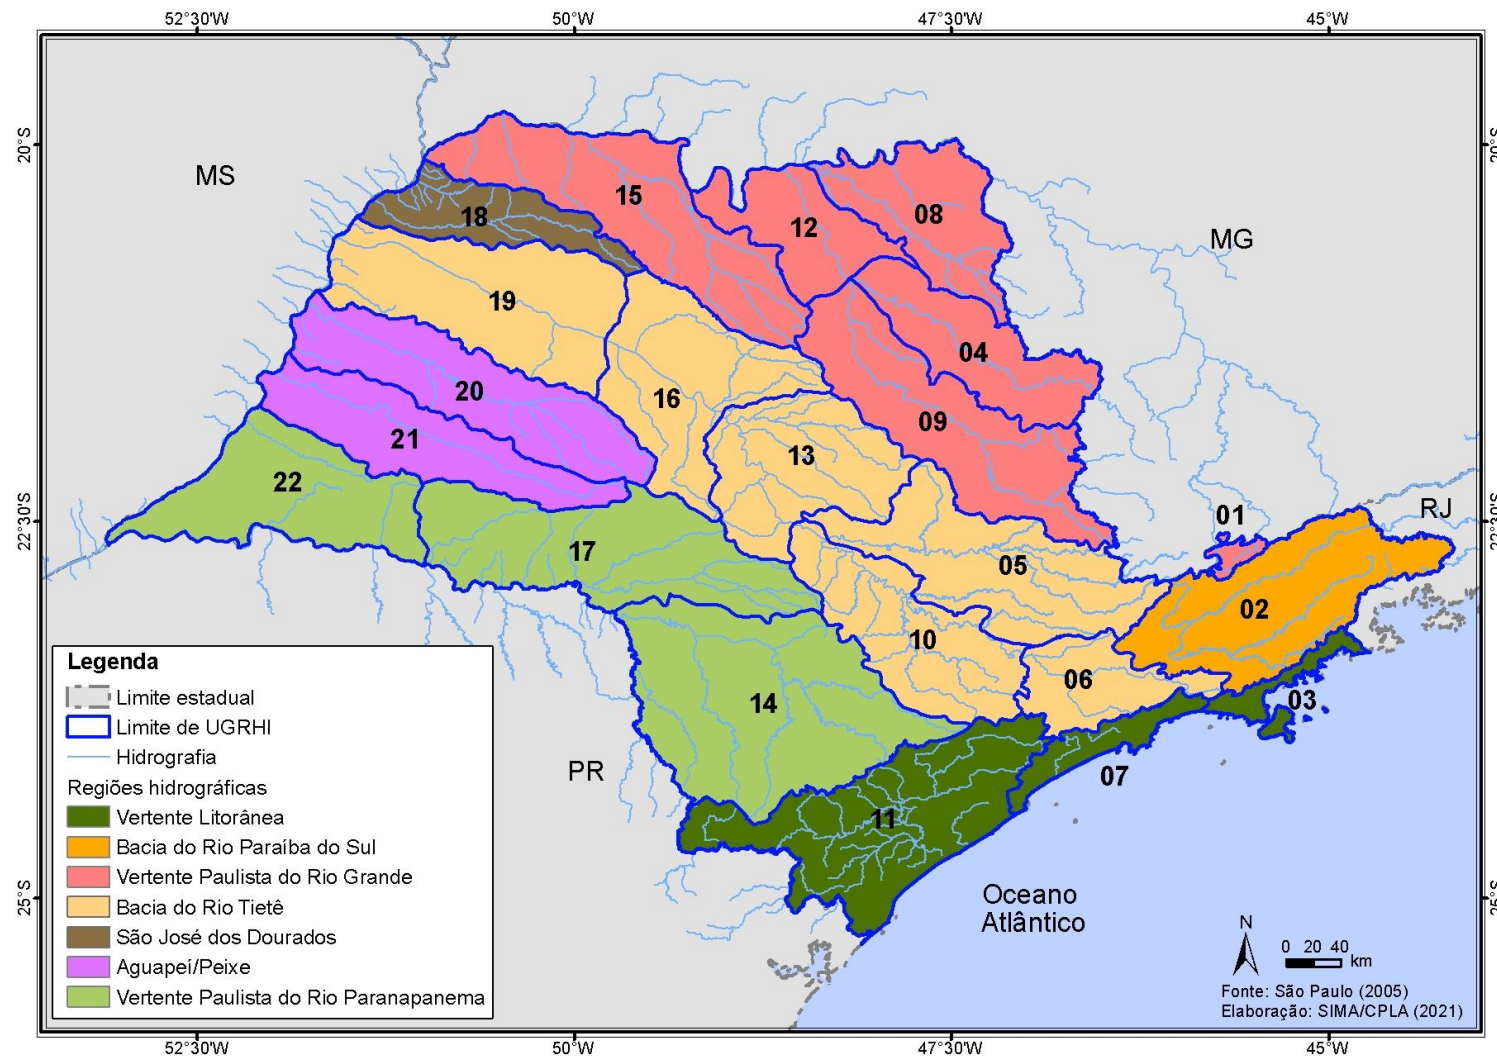 52°30'W 50°W 47°30'W 45°W
20°S
20°S
MS
15
18
12
08
MG
19
04
20
16
09
21
13
22
22°30'S
01
RJ
22°30'S
17
05
02
10
06
14
03
07
PR
11
25°S
25°S
Legenda
Limite estadual
Limite de UGRHI
Hidrografia
Regiões hidrográficas
Vertente Litorânea
Bacia do Rio Paraíba do Sul
Vertente Paulista do Rio Grande
Bacia do Rio Tietê
São José dos Dourados
Aguapeí/Peixe
Vertente Paulista do Rio Paranapanema
Oceano
Atlântico
N
0 20 40
km
Fonte: São Paulo (2005)
Elaboração: SIMA/CPLA (2021)
52°30'W 50°W 47°30'W 45°W